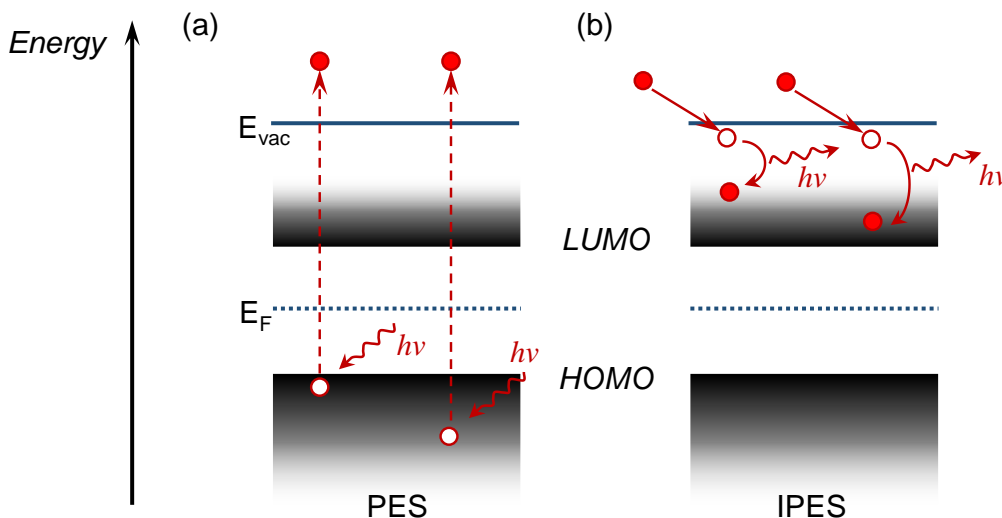 (a)
(b)
Energy
E_vac
hν
hν
LUMO
E_F
hν
hν
HOMO
PES
IPES